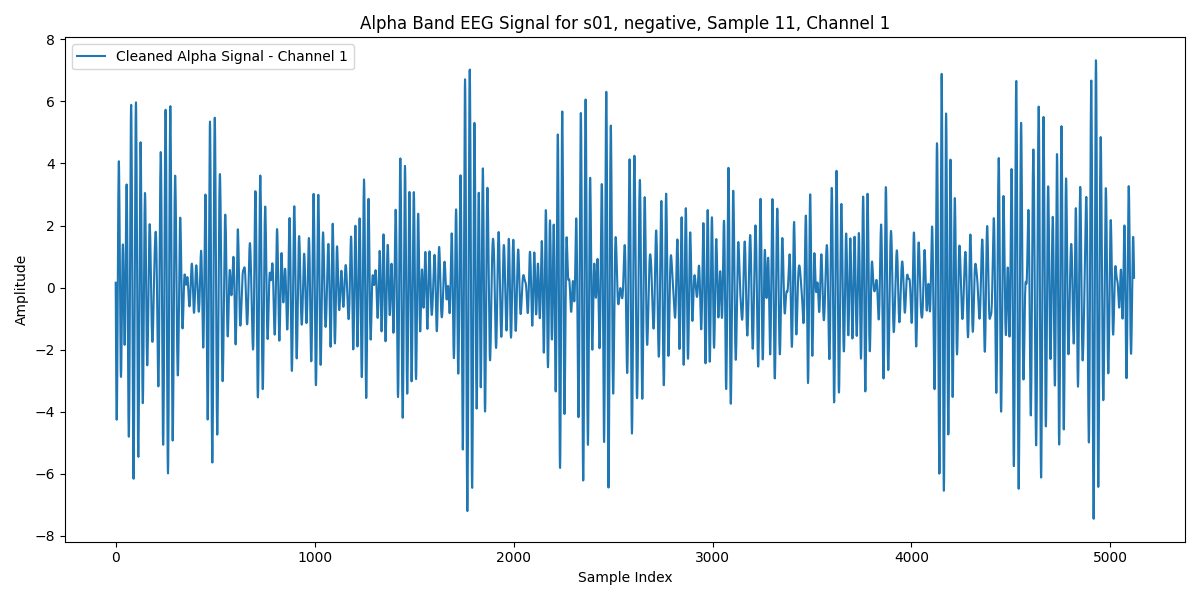 Alpha Band EEG Signal for s01, negative, Sample 11, Channel 1
Cleaned Alpha Signal - Channel 1
Amplitude
8
6
4
2
0
−2
−4
−6
−8
0 1000 2000 3000 4000 5000
Sample Index